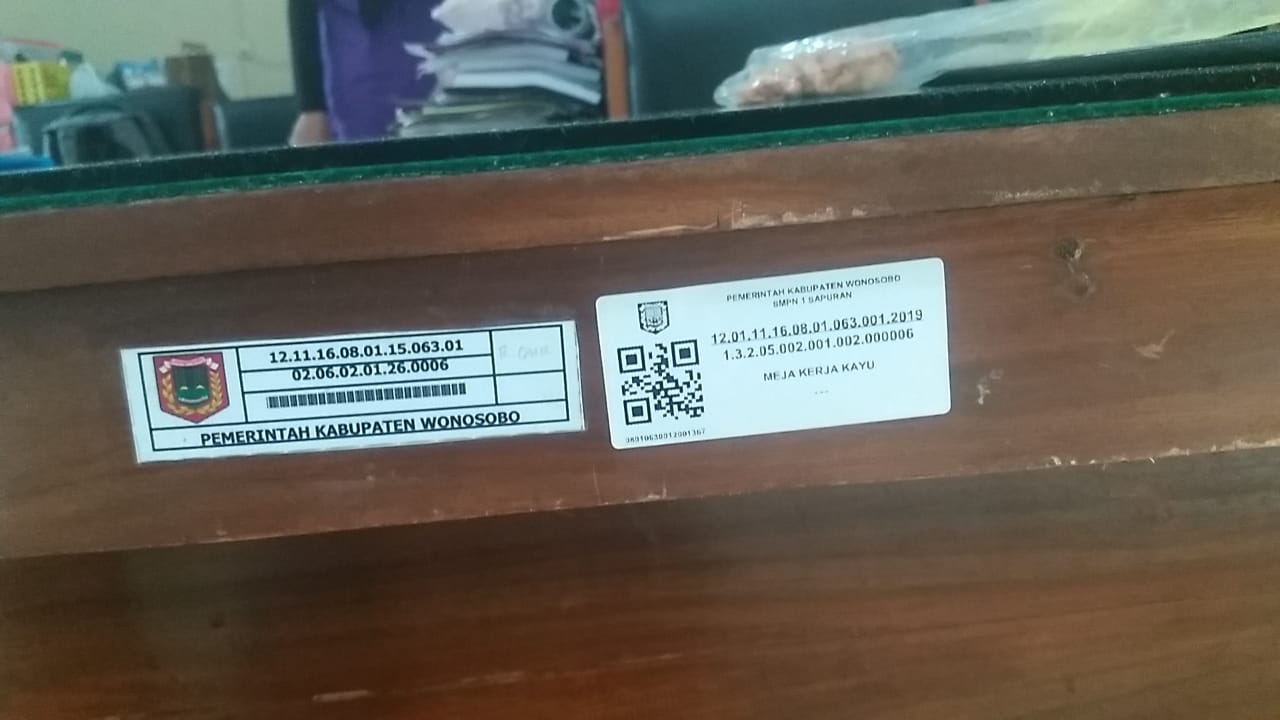 12.11.16.08.01.15.063.01
02.06.02.01.26.0006
PEMERINTAH KABUPATEN WONOSOBO
PEMERINTAH KABUPATEN WONOSOBO
SMPN 1 SAPURAN
12.01.11.16.08.01.063.001.2019
1.3.2.05.002.001.002.000006
MEJA KERJA KAYU
---